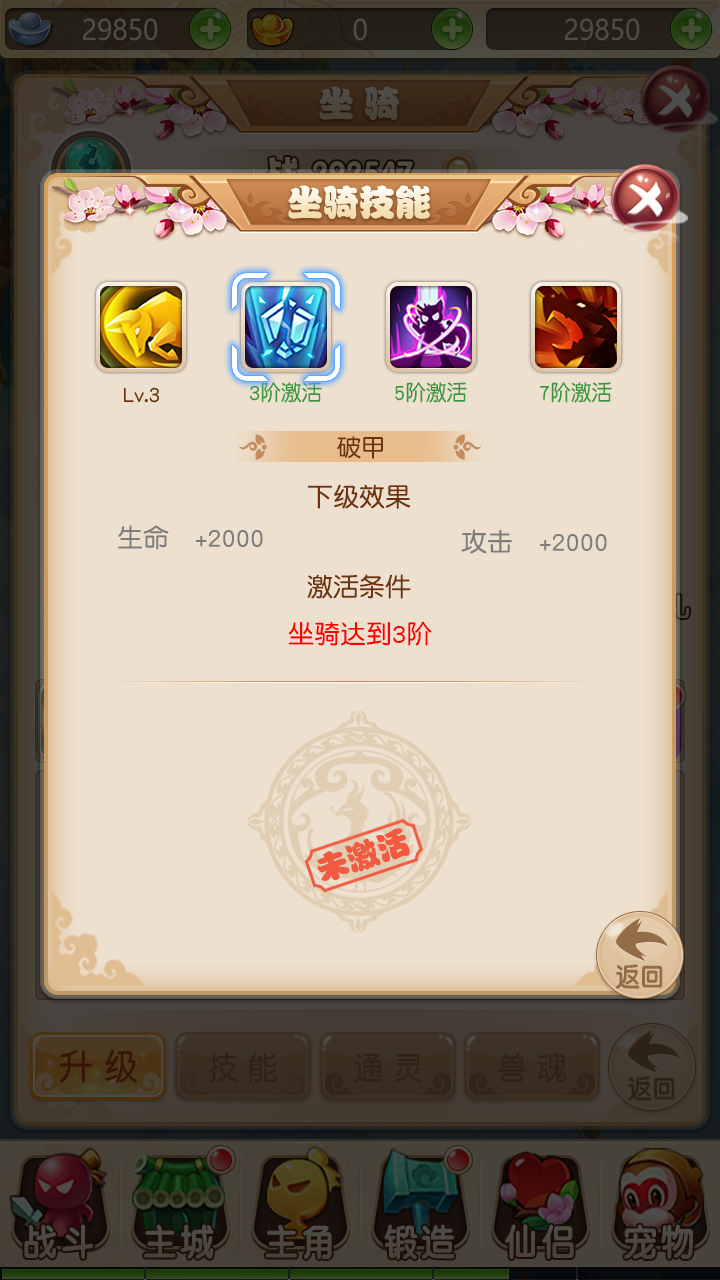 29850
0
29850
坐骑
战 292547
坐骑技能
Lv.3
3阶激活
5阶激活
7阶激活
破甲
下级效果
生命 +2000
攻击 +2000
激活条件
坐骑达到3阶
未激活
返回
升级
技能
通灵
兽魂
返回
战斗
主城
主角
锻造
仙侣
宠物